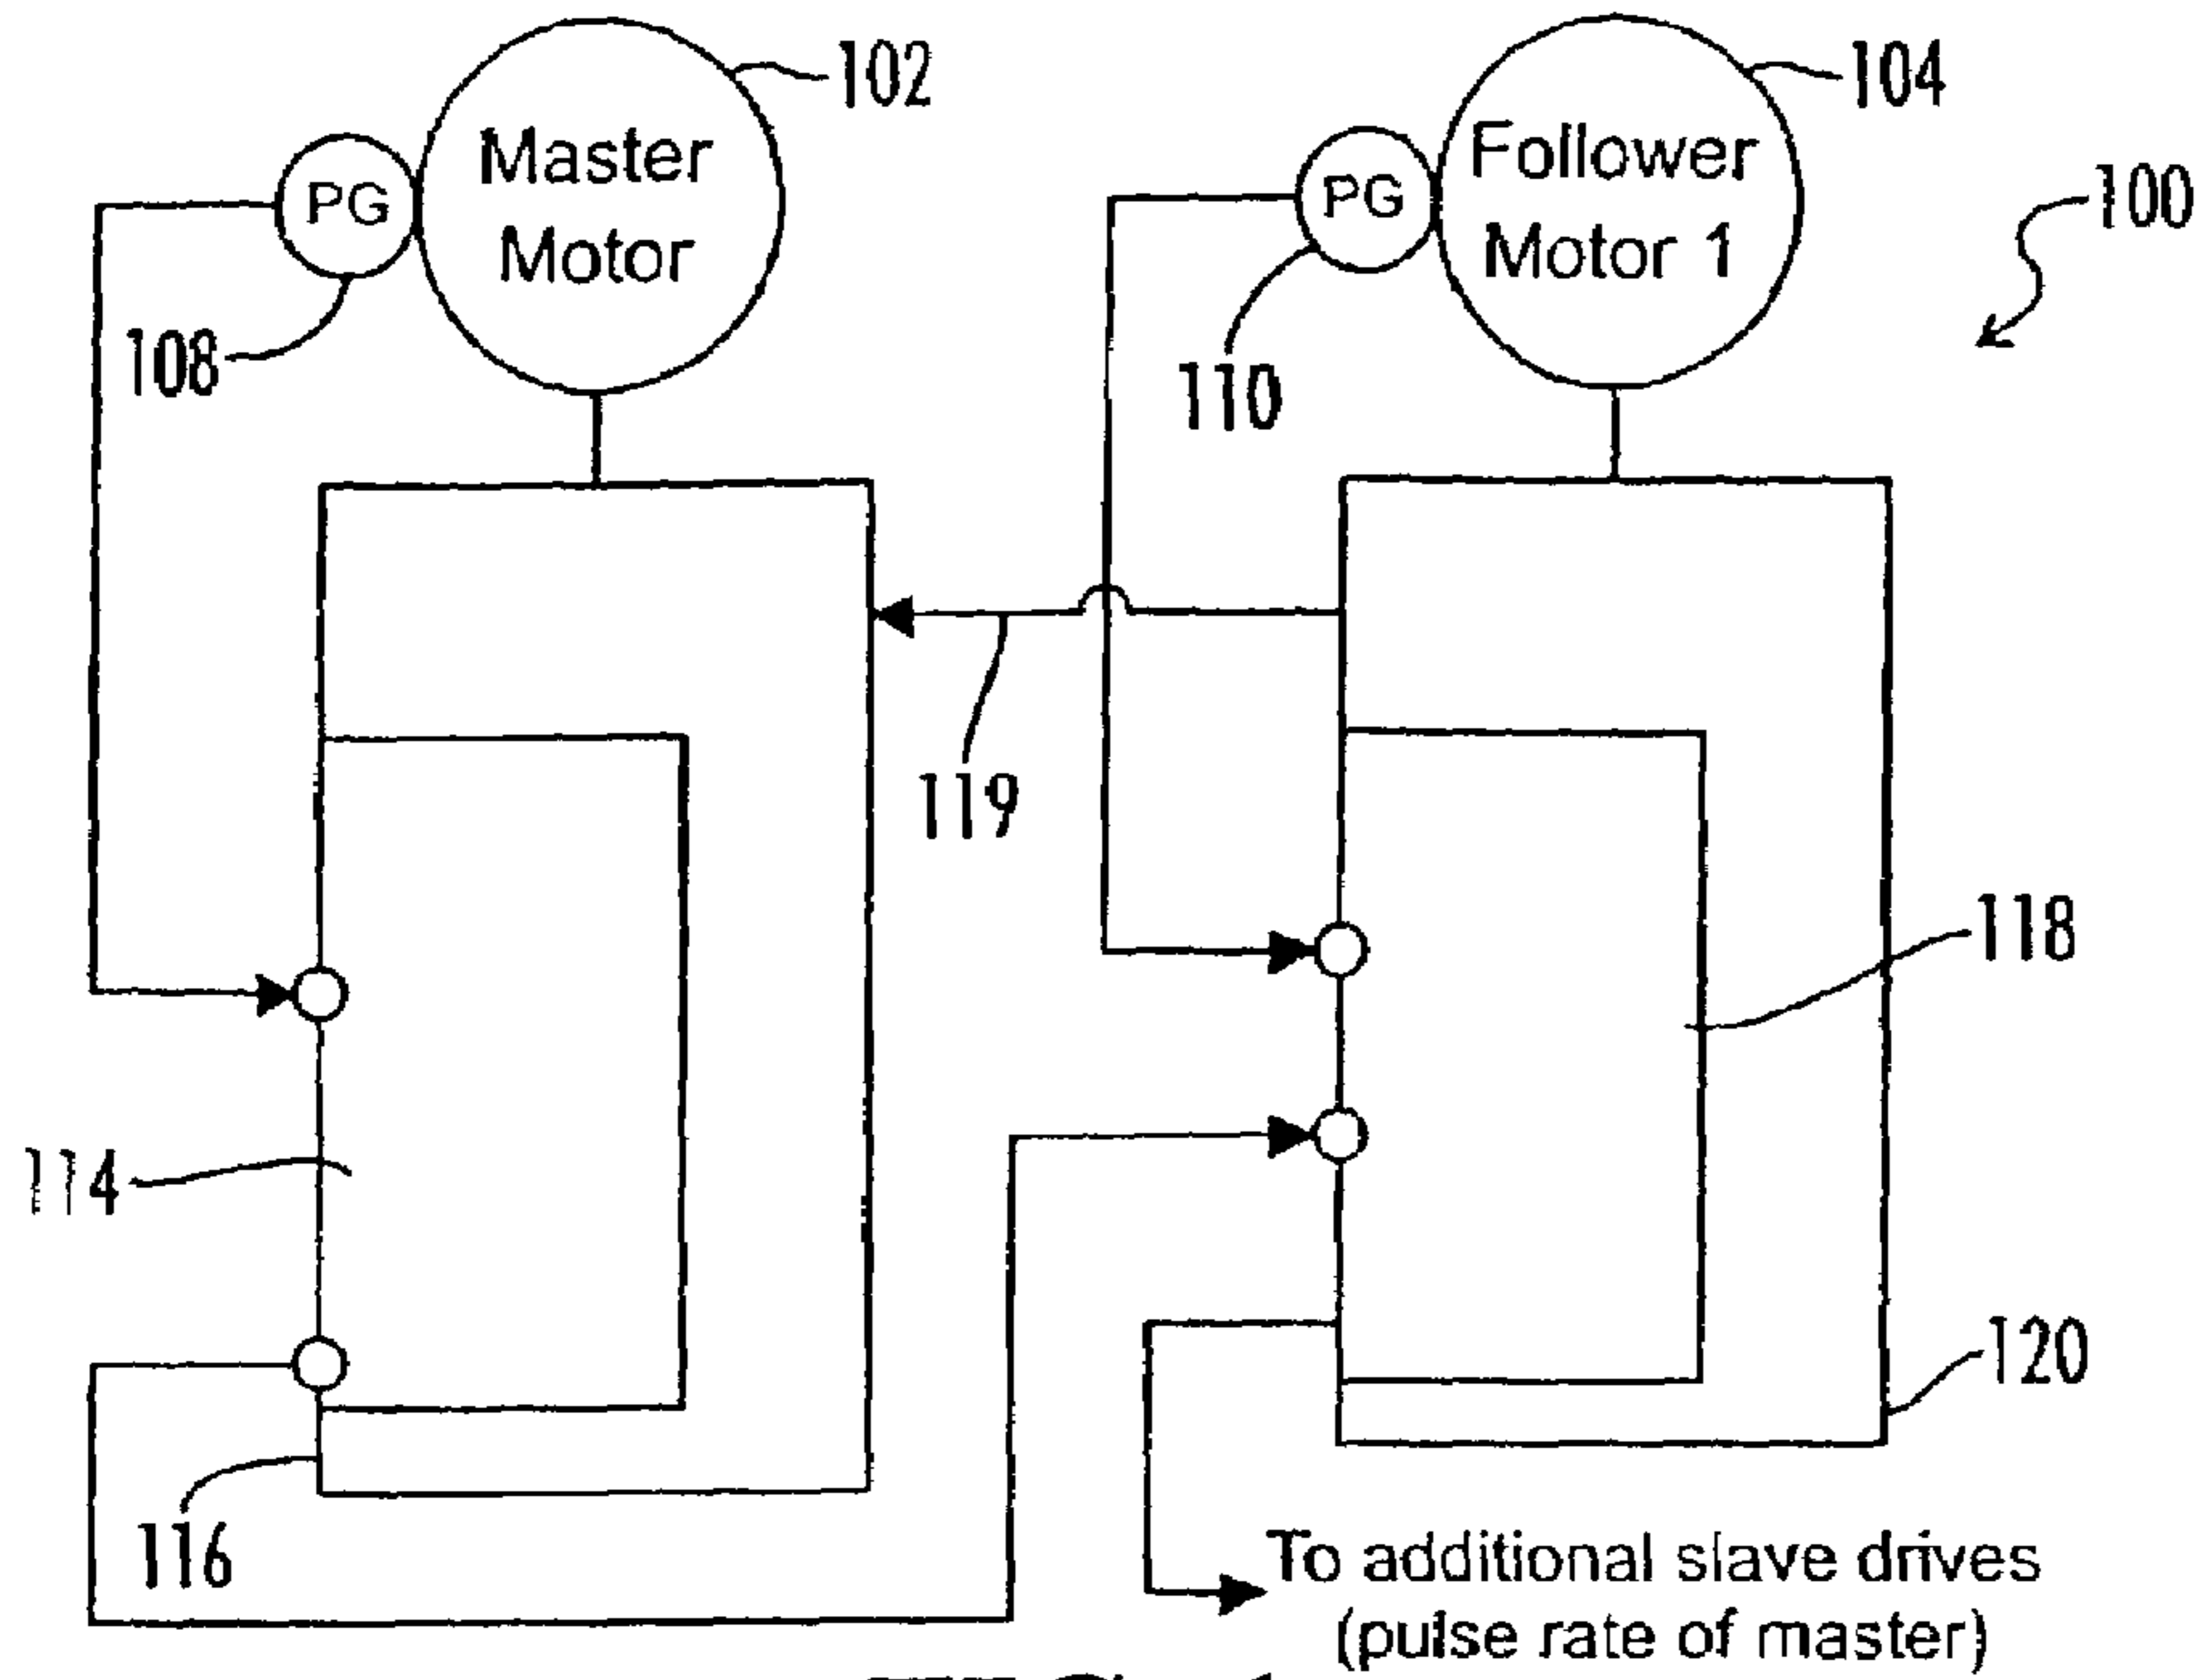 102
104
Master
Motor
PG
Follower
Motor 1
PG
100
108
110
119
118
114
120
116
To additional slave drives
(pulse rate of master)